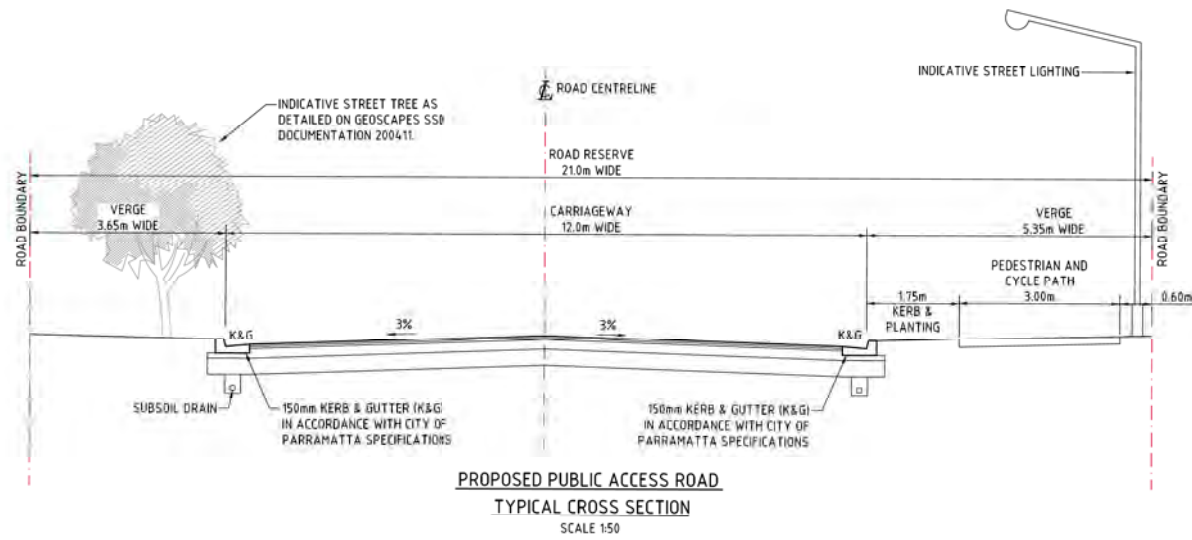 INDICATIVE STREET LIGHTING
℄ ROAD CENTRELINE
INDICATIVE STREET TREE AS
DETAILED ON GEOSCAPES SSD
DOCUMENTATION 200411.
ROAD RESERVE
21.0m WIDE
ROAD BOUNDARY
ROAD BOUNDARY
VERGE
3.65m WIDE
CARRIAGEWAY
12.0m WIDE
VERGE
5.35m WIDE
PEDESTRIAN AND
CYCLE PATH
1.75m
3.00m
0.60m
KERB &
PLANTING
K&G
3%
3%
K&G
SUBSOIL DRAIN
150mm KERB & GUTTER (K&G)
IN ACCORDANCE WITH CITY OF
PARRAMATTA SPECIFICATIONS
150mm KERB & GUTTER (K&G)
IN ACCORDANCE WITH CITY OF
PARRAMATTA SPECIFICATIONS
PROPOSED PUBLIC ACCESS ROAD
TYPICAL CROSS SECTION
SCALE 1:50